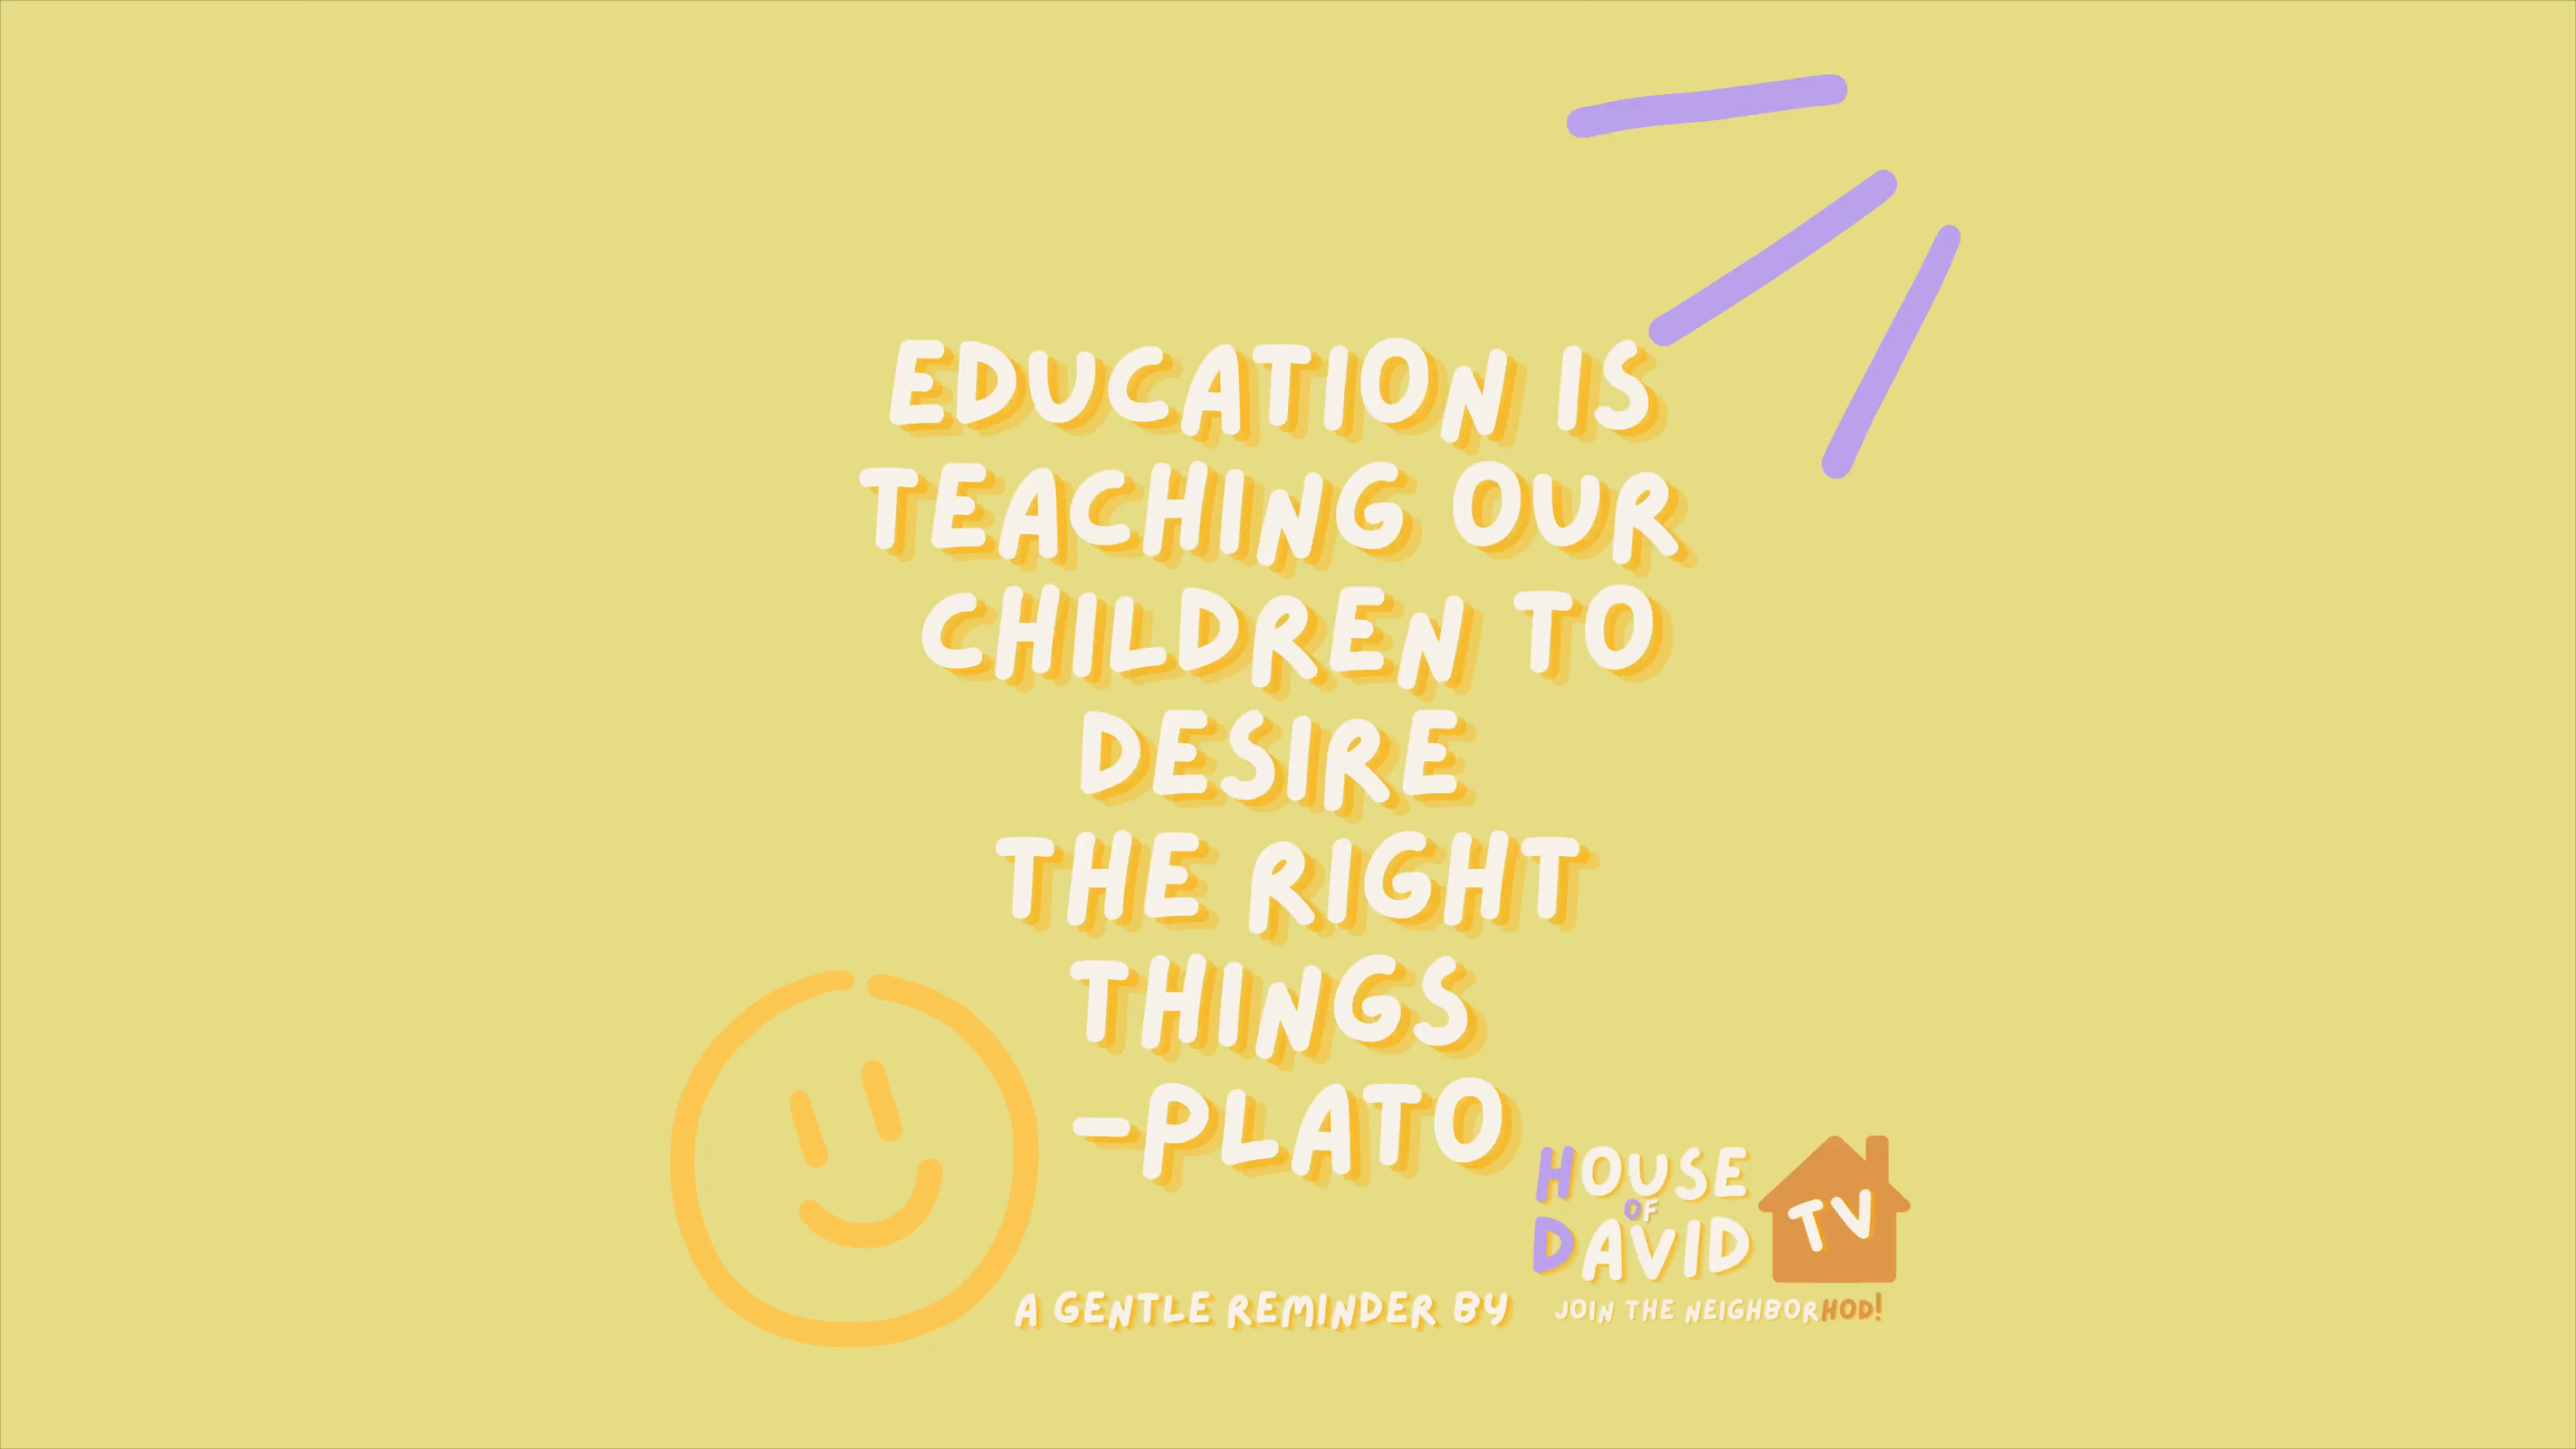 EDUCATION IS
TEACHING OUR
CHILDREN TO
DESIRE
THE RIGHT
THINGS
-PLATO
A GENTLE REMINDER BY
HOUSE
OF
DAVID
TV
JOIN THE NEIGHBORHOD!